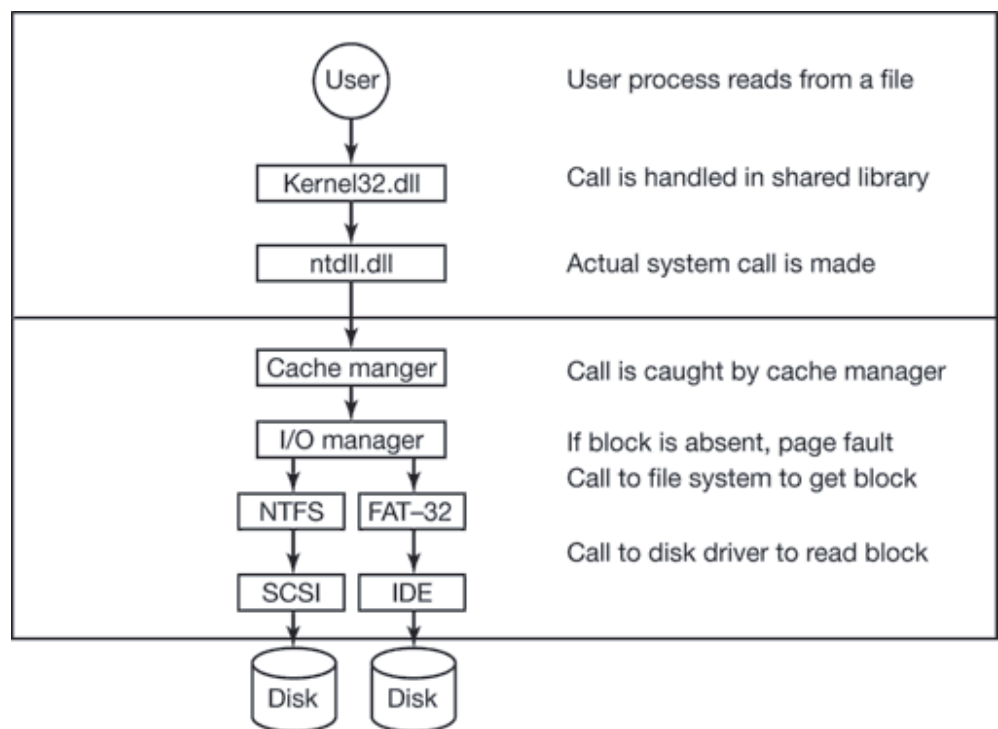 User
User process reads from a file
Kernel32.dll
Call is handled in shared library
ntdll.dll
Actual system call is made
Cache manger
Call is caught by cache manager
I/O manager
If block is absent, page fault
Call to file system to get block
NTFS
FAT–32
Call to disk driver to read block
SCSI
IDE
Disk
Disk